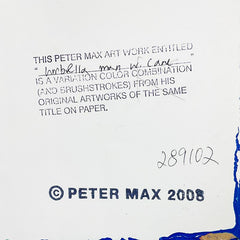 THIS PETER MAX ART WORK ENTITLED
" Umbrella man w. Cane "
IS A VARIATION COLOR COMBINATION
(AND BRUSHSTROKES) FROM HIS
ORIGINAL ARTWORKS OF THE SAME
TITLE ON PAPER.
289102
© PETER MAX 2008